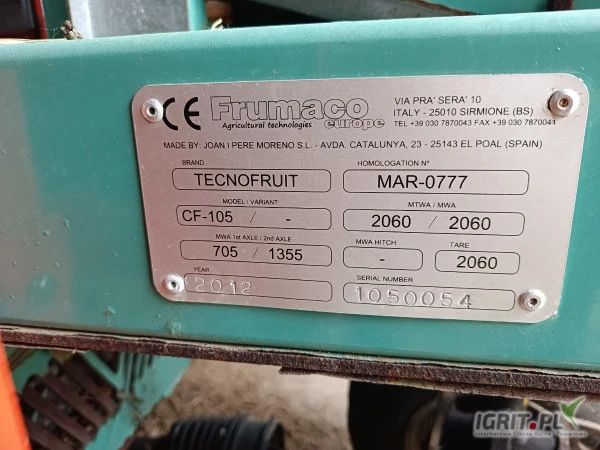 CE Frumaco europe
Agricultural technologies
VIA PRA' SERA' 10
ITALY - 25010 SIRMIONE (BS)
TEL +39 030 7870043 FAX +39 030 7870041
MADE BY: JOAN I PERE MORENO S.L. - AVDA. CATALUNYA, 23 - 25143 EL POAL (SPAIN)
BRAND HOMOLOGATION N°
TECNOFRUIT MAR-0777
MODEL / VARIANT MTWA / MWA
CF-105 / - 2060 / 2060
MWA 1st AXLE / 2nd AXLE MWA HITCH TARE
705 / 1355 - 2060
YEAR SERIAL NUMBER
2012 1050054
IGRIT.PL